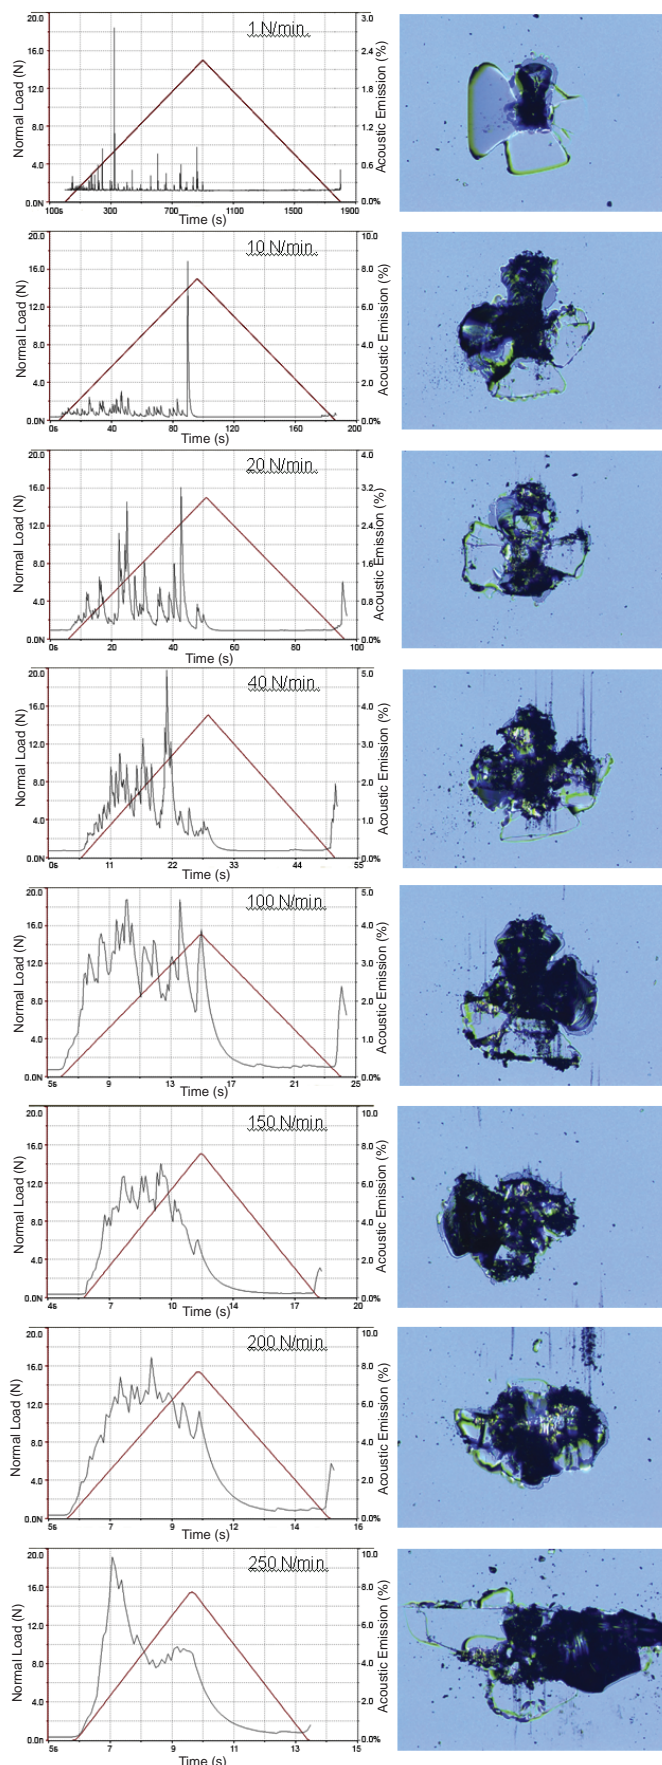 1 N/min.
Normal Load (N)
20.0
16.0
12.0
8.0
4.0
0.0N
3.0
2.4
1.8
1.2
0.6
0.0%
Acoustic Emission (%)
100s 300 700 1100 1500 1900
Time (s)
10 N/min.
Normal Load (N)
20.0
16.0
12.0
8.0
4.0
0.0N
10.0
8.0
6.0
4.0
2.0
0.0%
Acoustic Emission (%)
0s 40 80 120 160 200
Time (s)
20 N/min.
Normal Load (N)
20.0
16.0
12.0
8.0
4.0
0.0N
4.0
3.2
2.4
1.6
0.8
0.0%
Acoustic Emission (%)
0s 20 40 60 80 100
Time (s)
40 N/min.
Normal Load (N)
20.0
16.0
12.0
8.0
4.0
0.0N
5.0
4.0
3.0
2.0
1.0
0.0%
Acoustic Emission (%)
0s 11 22 33 44 55
Time (s)
100 N/min.
Normal Load (N)
20.0
16.0
12.0
8.0
4.0
0.0N
5.0
4.0
3.0
2.0
1.0
0.0%
Acoustic Emission (%)
5s 9 13 17 21 25
Time (s)
150 N/min.
Normal Load (N)
20.0
16.0
12.0
8.0
4.0
0.0N
10.0
8.0
6.0
4.0
2.0
0.0%
Acoustic Emission (%)
4s 7 10 14 17 20
Time (s)
200 N/min.
Normal Load (N)
20.0
16.0
12.0
8.0
4.0
0.0N
10.0
8.0
6.0
4.0
2.0
0.0%
Acoustic Emission (%)
5s 7 9 12 14 16
Time (s)
250 N/min.
Normal Load (N)
20.0
16.0
12.0
8.0
4.0
0.0n
10.0
8.0
6.0
4.0
2.0
0.0%
Acoustic Emission (%)
5s 7 9 11 13 15
Time (s)